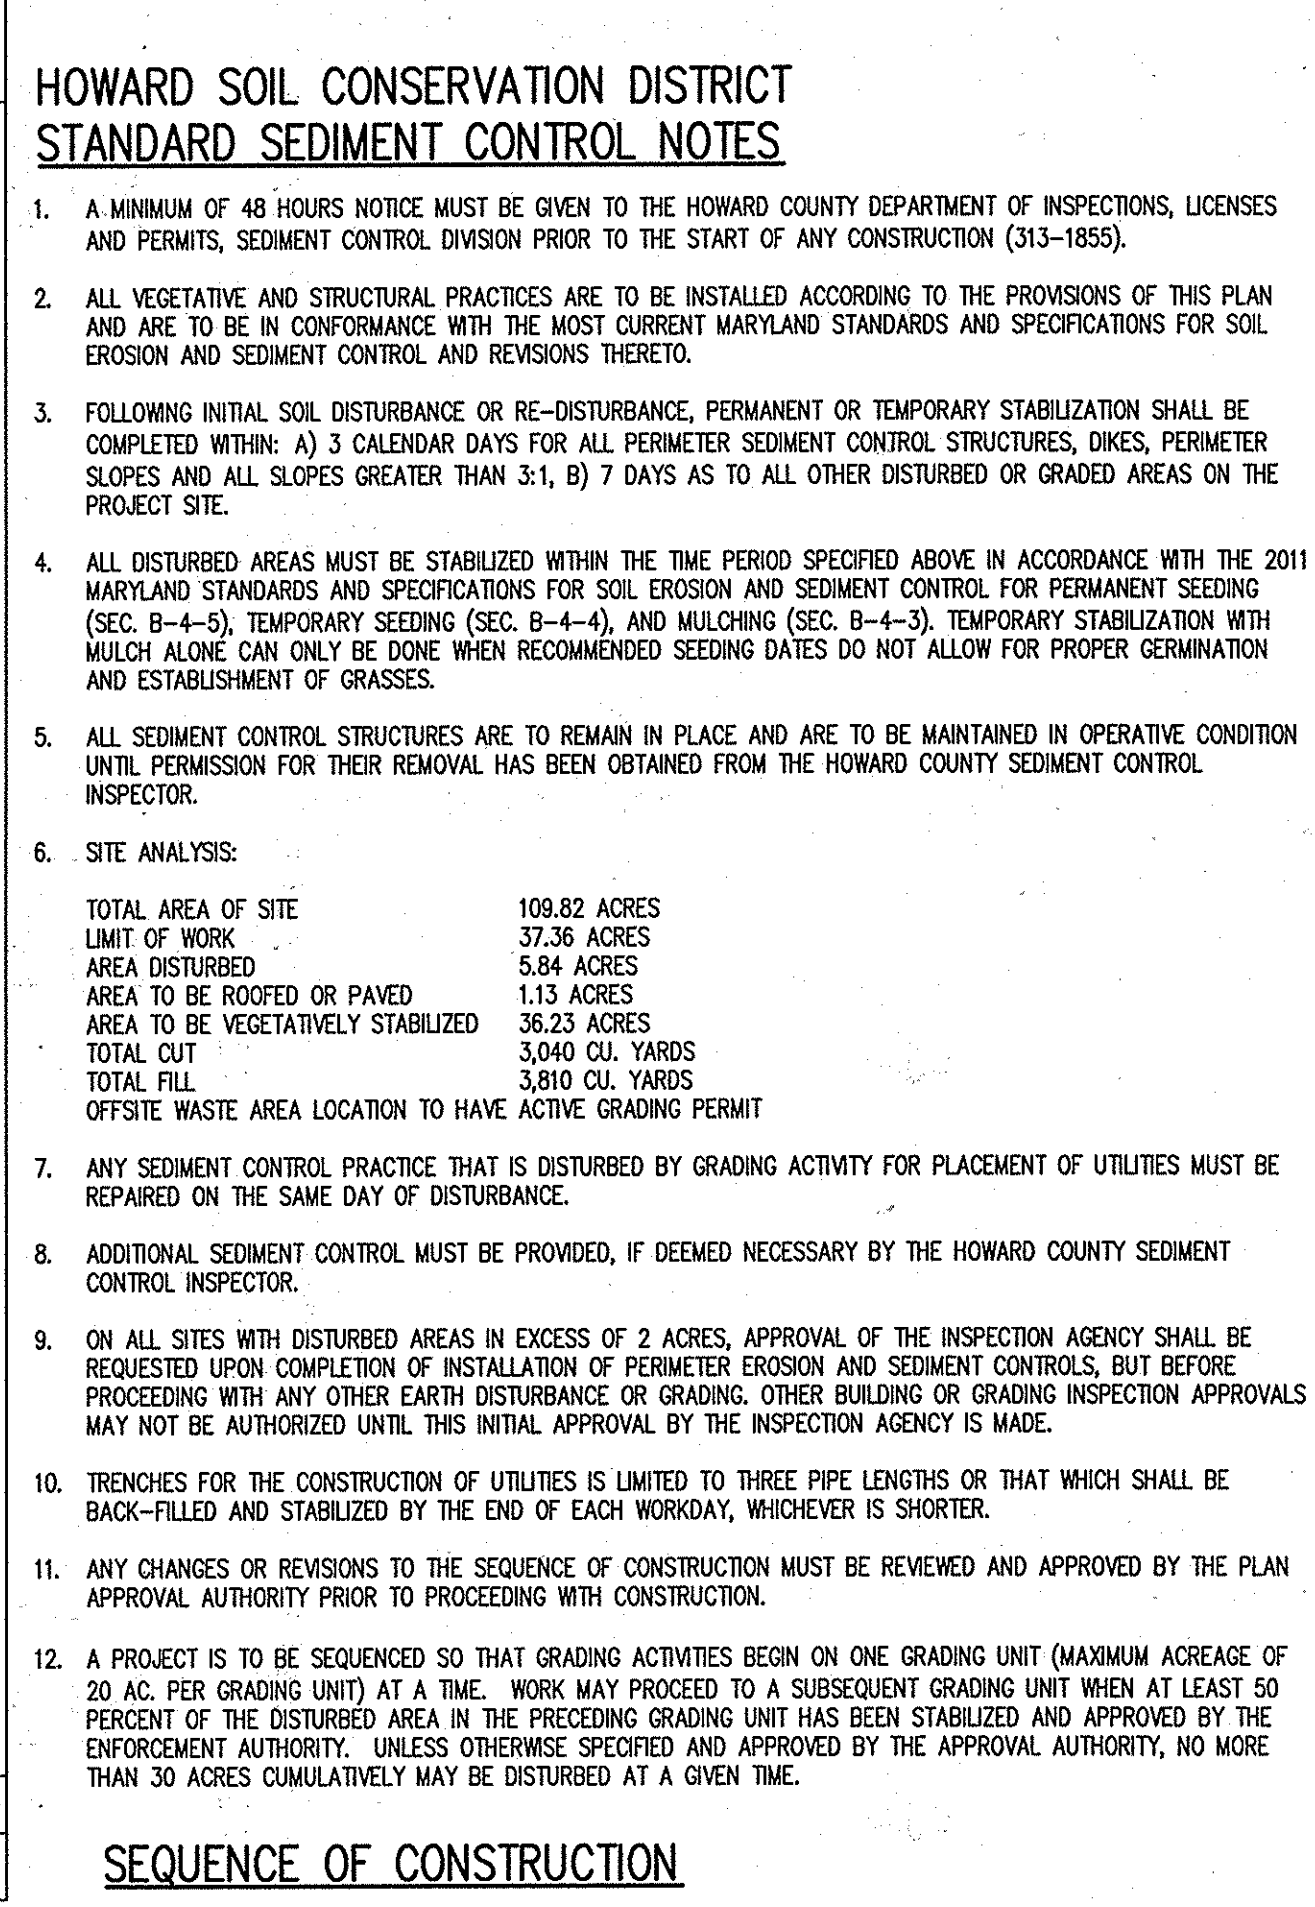 HOWARD SOIL CONSERVATION DISTRICT
STANDARD SEDIMENT CONTROL NOTES
1. A MINIMUM OF 48 HOURS NOTICE MUST BE GIVEN TO THE HOWARD COUNTY DEPARTMENT OF INSPECTIONS, LICENSES
AND PERMITS, SEDIMENT CONTROL DIVISION PRIOR TO THE START OF ANY CONSTRUCTION (313-1855).
2. ALL VEGETATIVE AND STRUCTURAL PRACTICES ARE TO BE INSTALLED ACCORDING TO THE PROVISIONS OF THIS PLAN
AND ARE TO BE IN CONFORMANCE WITH THE MOST CURRENT MARYLAND STANDARDS AND SPECIFICATIONS FOR SOIL
EROSION AND SEDIMENT CONTROL AND REVISIONS THERETO.
3. FOLLOWING INITIAL SOIL DISTURBANCE OR RE-DISTURBANCE, PERMANENT OR TEMPORARY STABILIZATION SHALL BE
COMPLETED WITHIN: A) 3 CALENDAR DAYS FOR ALL PERIMETER SEDIMENT CONTROL STRUCTURES, DIKES, PERIMETER
SLOPES AND ALL SLOPES GREATER THAN 3:1, B) 7 DAYS AS TO ALL OTHER DISTURBED OR GRADED AREAS ON THE
PROJECT SITE.
4. ALL DISTURBED AREAS MUST BE STABILIZED WITHIN THE TIME PERIOD SPECIFIED ABOVE IN ACCORDANCE WITH THE 2011
MARYLAND STANDARDS AND SPECIFICATIONS FOR SOIL EROSION AND SEDIMENT CONTROL FOR PERMANENT SEEDING
(SEC. B-4-5), TEMPORARY SEEDING (SEC. B-4-4), AND MULCHING (SEC. B-4-3). TEMPORARY STABILIZATION WITH
MULCH ALONE CAN ONLY BE DONE WHEN RECOMMENDED SEEDING DATES DO NOT ALLOW FOR PROPER GERMINATION
AND ESTABLISHMENT OF GRASSES.
5. ALL SEDIMENT CONTROL STRUCTURES ARE TO REMAIN IN PLACE AND ARE TO BE MAINTAINED IN OPERATIVE CONDITION
UNTIL PERMISSION FOR THEIR REMOVAL HAS BEEN OBTAINED FROM THE HOWARD COUNTY SEDIMENT CONTROL
INSPECTOR.
6. SITE ANALYSIS:
TOTAL AREA OF SITE 109.82 ACRES
LIMIT OF WORK 37.36 ACRES
AREA DISTURBED 5.84 ACRES
AREA TO BE ROOFED OR PAVED 1.13 ACRES
AREA TO BE VEGETATIVELY STABILIZED 36.23 ACRES
TOTAL CUT 3,040 CU. YARDS
TOTAL FILL 3,810 CU. YARDS
OFFSITE WASTE AREA LOCATION TO HAVE ACTIVE GRADING PERMIT
7. ANY SEDIMENT CONTROL PRACTICE THAT IS DISTURBED BY GRADING ACTIVITY FOR PLACEMENT OF UTILITIES MUST BE
REPAIRED ON THE SAME DAY OF DISTURBANCE.
8. ADDITIONAL SEDIMENT CONTROL MUST BE PROVIDED, IF DEEMED NECESSARY BY THE HOWARD COUNTY SEDIMENT
CONTROL INSPECTOR.
9. ON ALL SITES WITH DISTURBED AREAS IN EXCESS OF 2 ACRES, APPROVAL OF THE INSPECTION AGENCY SHALL BE
REQUESTED UPON COMPLETION OF INSTALLATION OF PERIMETER EROSION AND SEDIMENT CONTROLS, BUT BEFORE
PROCEEDING WITH ANY OTHER EARTH DISTURBANCE OR GRADING. OTHER BUILDING OR GRADING INSPECTION APPROVALS
MAY NOT BE AUTHORIZED UNTIL THIS INITIAL APPROVAL BY THE INSPECTION AGENCY IS MADE.
10. TRENCHES FOR THE CONSTRUCTION OF UTILITIES IS LIMITED TO THREE PIPE LENGTHS OR THAT WHICH SHALL BE
BACK-FILLED AND STABILIZED BY THE END OF EACH WORKDAY, WHICHEVER IS SHORTER.
11. ANY CHANGES OR REVISIONS TO THE SEQUENCE OF CONSTRUCTION MUST BE REVIEWED AND APPROVED BY THE PLAN
APPROVAL AUTHORITY PRIOR TO PROCEEDING WITH CONSTRUCTION.
12. A PROJECT IS TO BE SEQUENCED SO THAT GRADING ACTIVITIES BEGIN ON ONE GRADING UNIT (MAXIMUM ACREAGE OF
20 AC. PER GRADING UNIT) AT A TIME. WORK MAY PROCEED TO A SUBSEQUENT GRADING UNIT WHEN AT LEAST 50
PERCENT OF THE DISTURBED AREA IN THE PRECEDING GRADING UNIT HAS BEEN STABILIZED AND APPROVED BY THE
ENFORCEMENT AUTHORITY. UNLESS OTHERWISE SPECIFIED AND APPROVED BY THE APPROVAL AUTHORITY, NO MORE
THAN 30 ACRES CUMULATIVELY MAY BE DISTURBED AT A GIVEN TIME.
SEQUENCE OF CONSTRUCTION